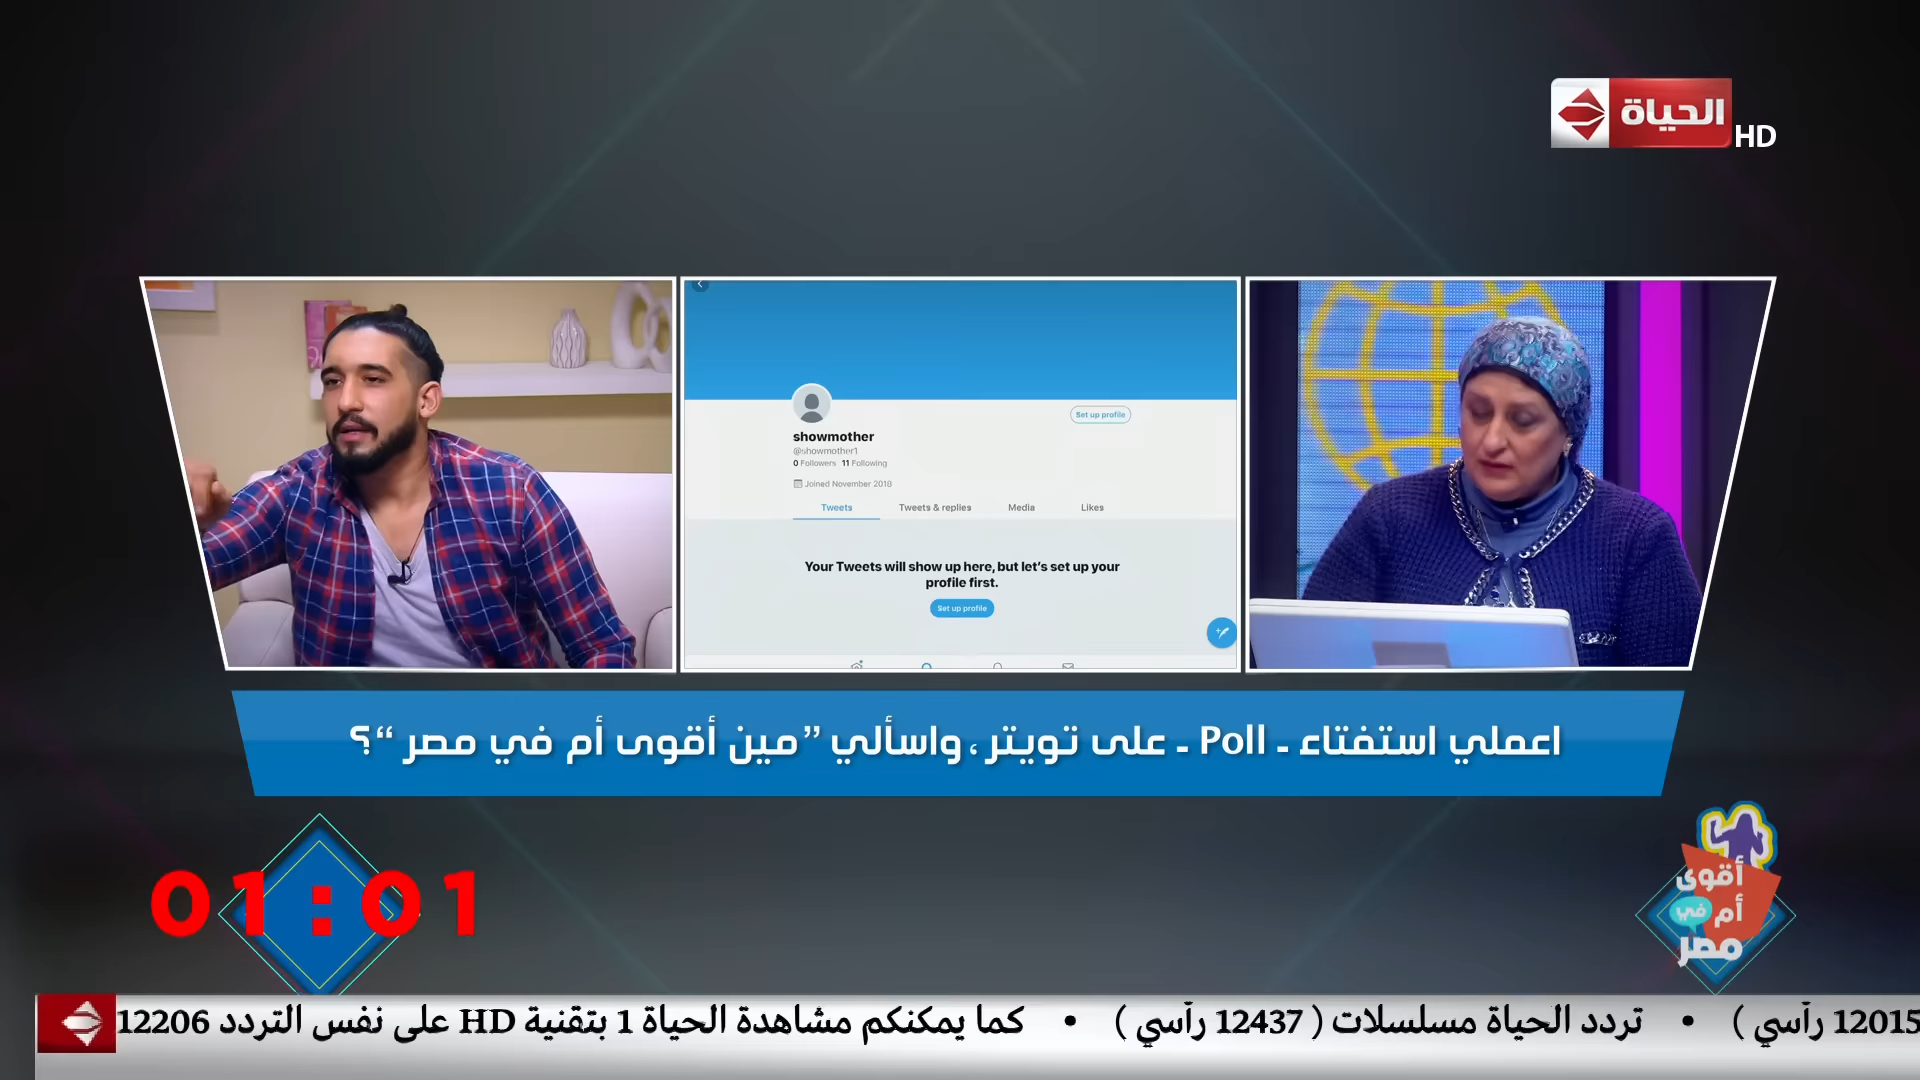 الحياة
HD
Set up profile
showmother
@showmother1
0 Followers 11 Following
Joined November 2018
Tweets
Tweets & replies
Media
Likes
Your Tweets will show up here, but let's set up your
profile first.
Set up profile
اعملي استفتاء - Poll - على تويتر، واسألي "مين أقوى أم في مصر"؟
01:01
أقوى
أم في
مصر
12015 رأسي ) • تردد الحياة مسلسلات ( 12437 رأسي ) • كما يمكنكم مشاهدة الحياة 1 بتقنية HD على نفس التردد 12206